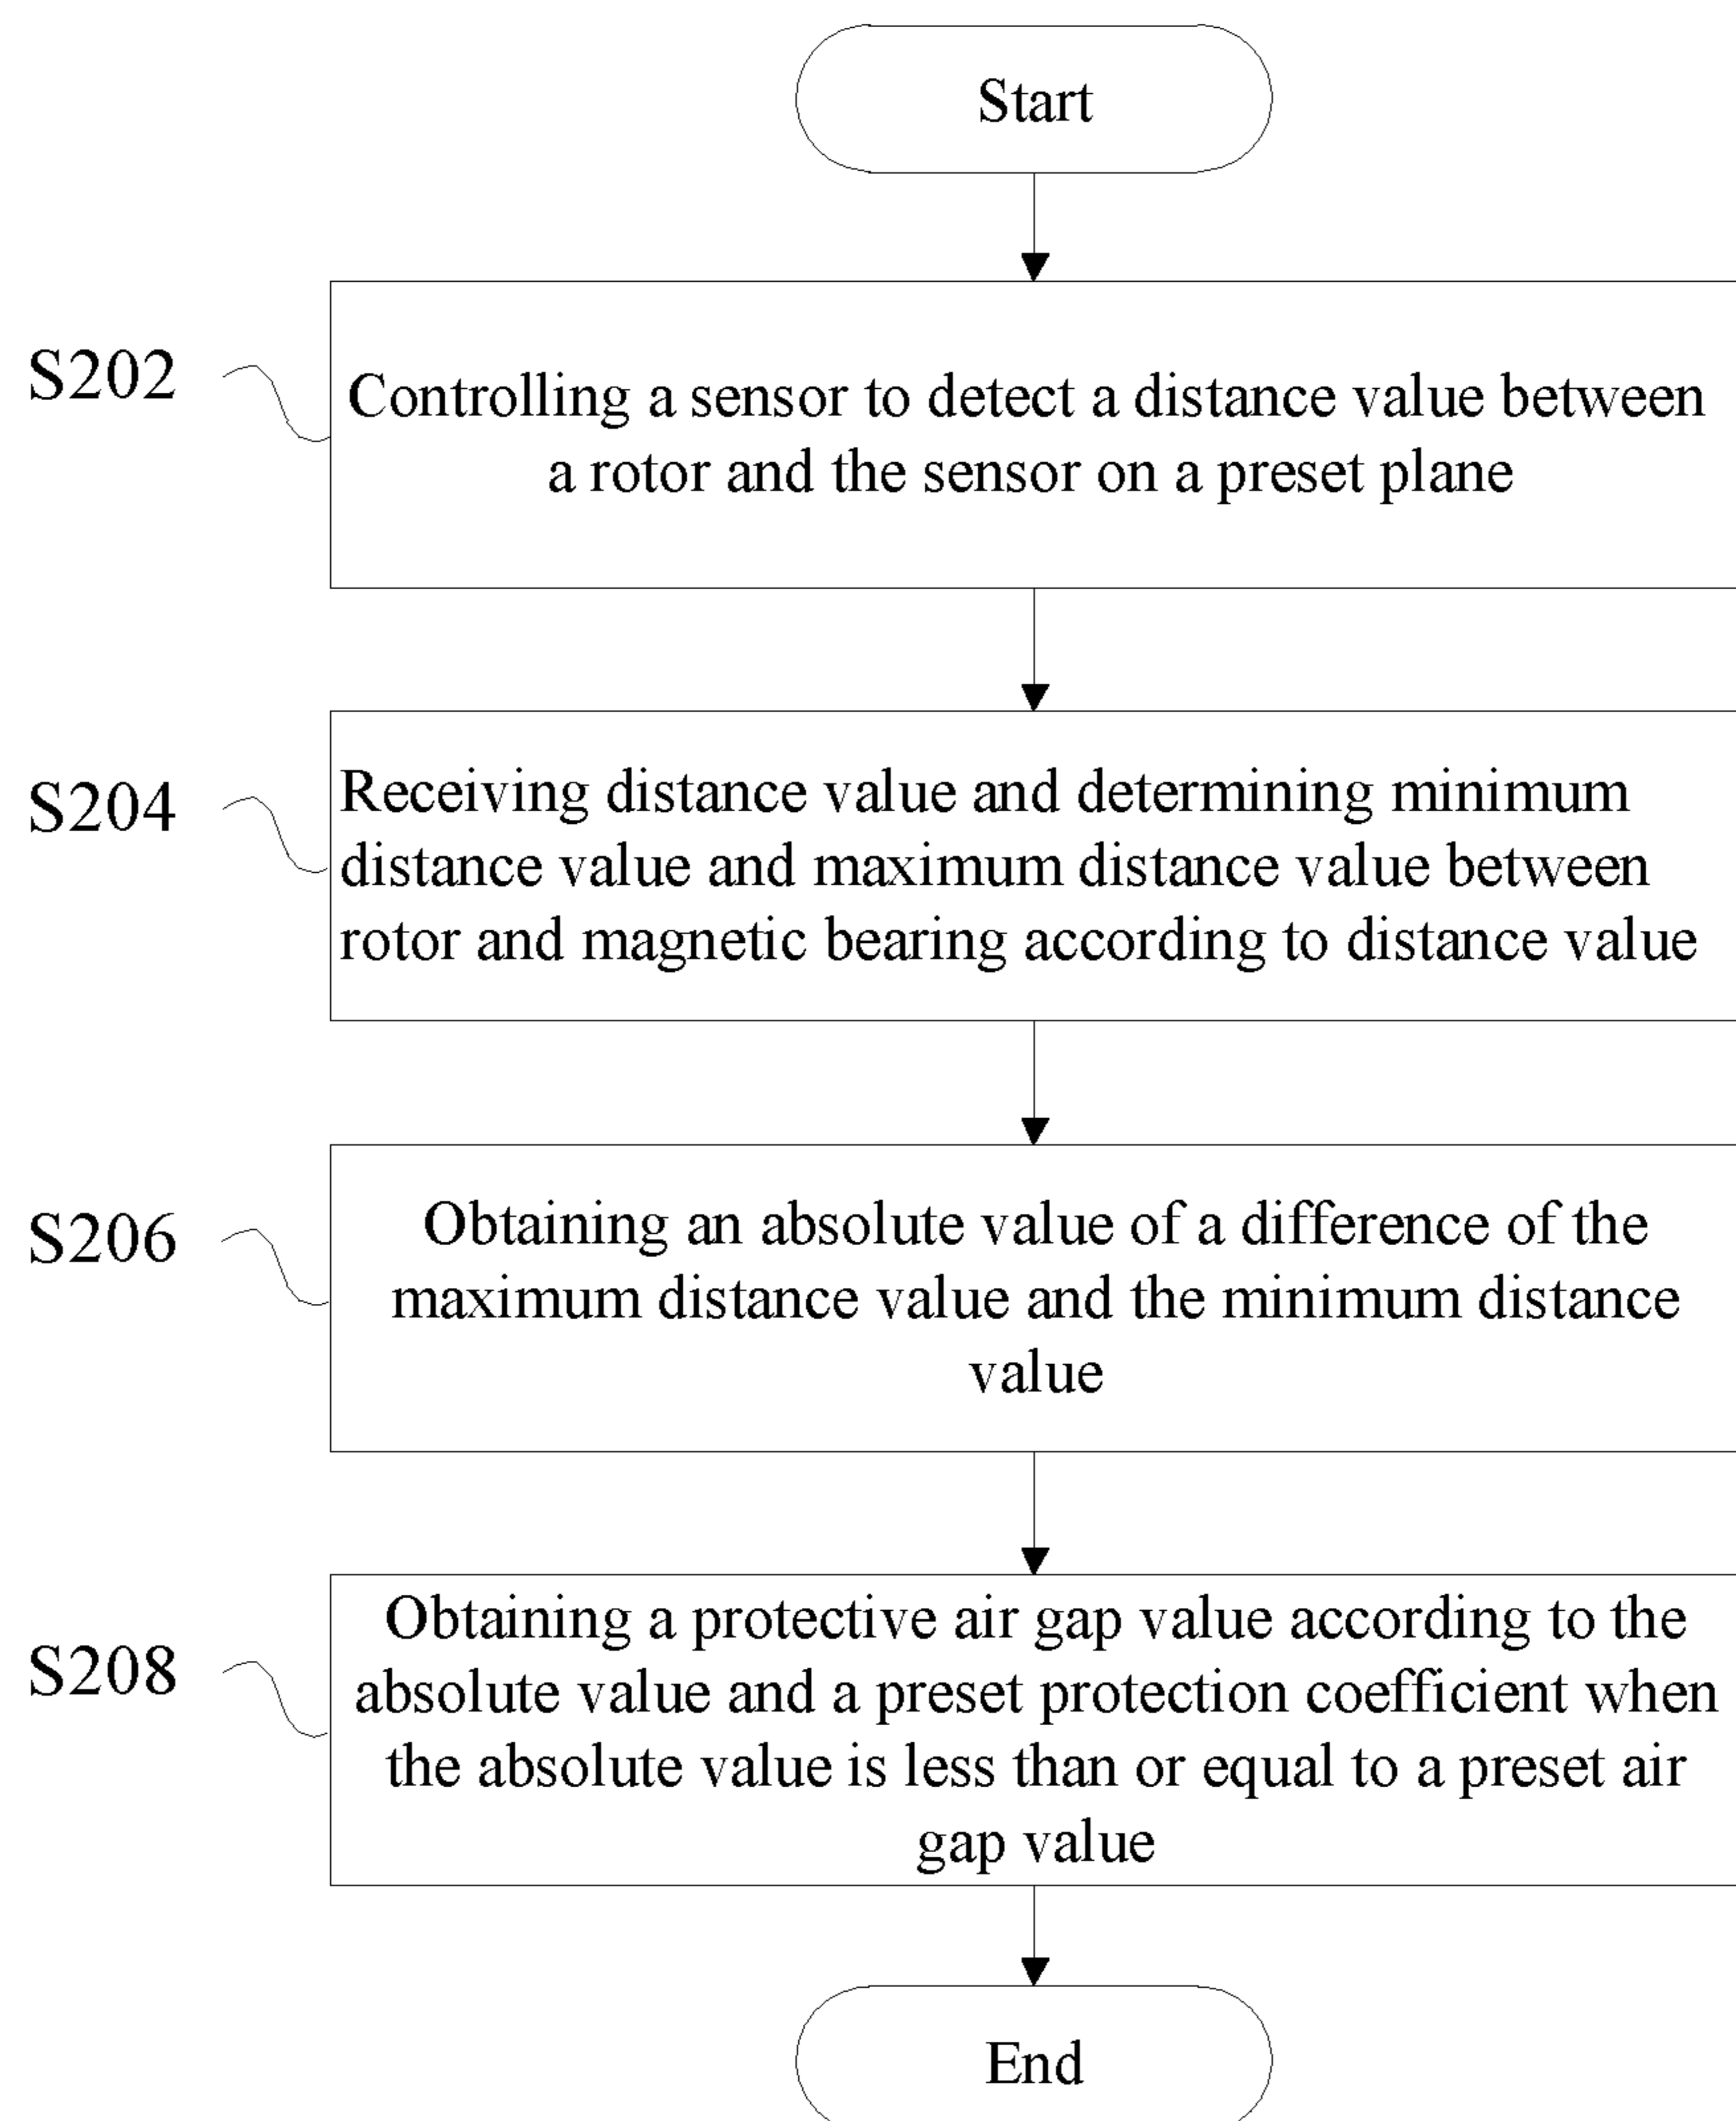 Start
S202
Controlling a sensor to detect a distance value between
a rotor and the sensor on a preset plane
S204
Receiving distance value and determining minimum
distance value and maximum distance value between
rotor and magnetic bearing according to distance value
S206
Obtaining an absolute value of a difference of the
maximum distance value and the minimum distance
value
S208
Obtaining a protective air gap value according to the
absolute value and a preset protection coefficient when
the absolute value is less than or equal to a preset air
gap value
End